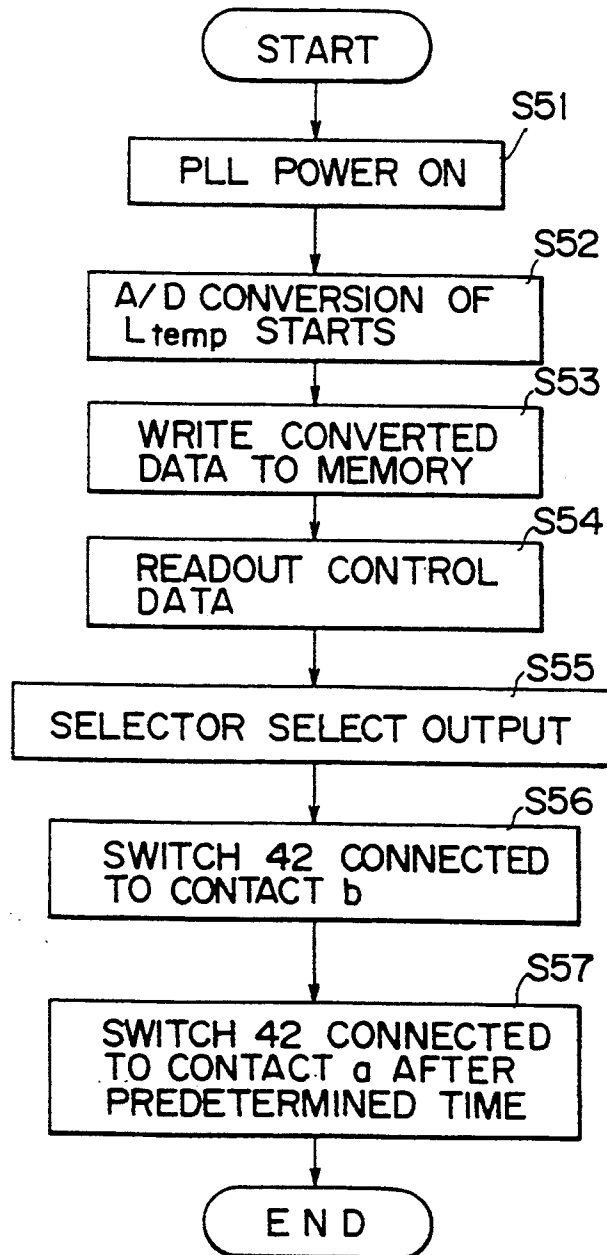 START
S51
PLL POWER ON
S52
A/D CONVERSION OF
Ltemp STARTS
S53
WRITE CONVERTED
DATA TO MEMORY
S54
READOUT CONTROL
DATA
S55
SELECTOR SELECT OUTPUT
S56
SWITCH 42 CONNECTED
TO CONTACT b
S57
SWITCH 42 CONNECTED
TO CONTACT a AFTER
PREDETERMINED TIME
END